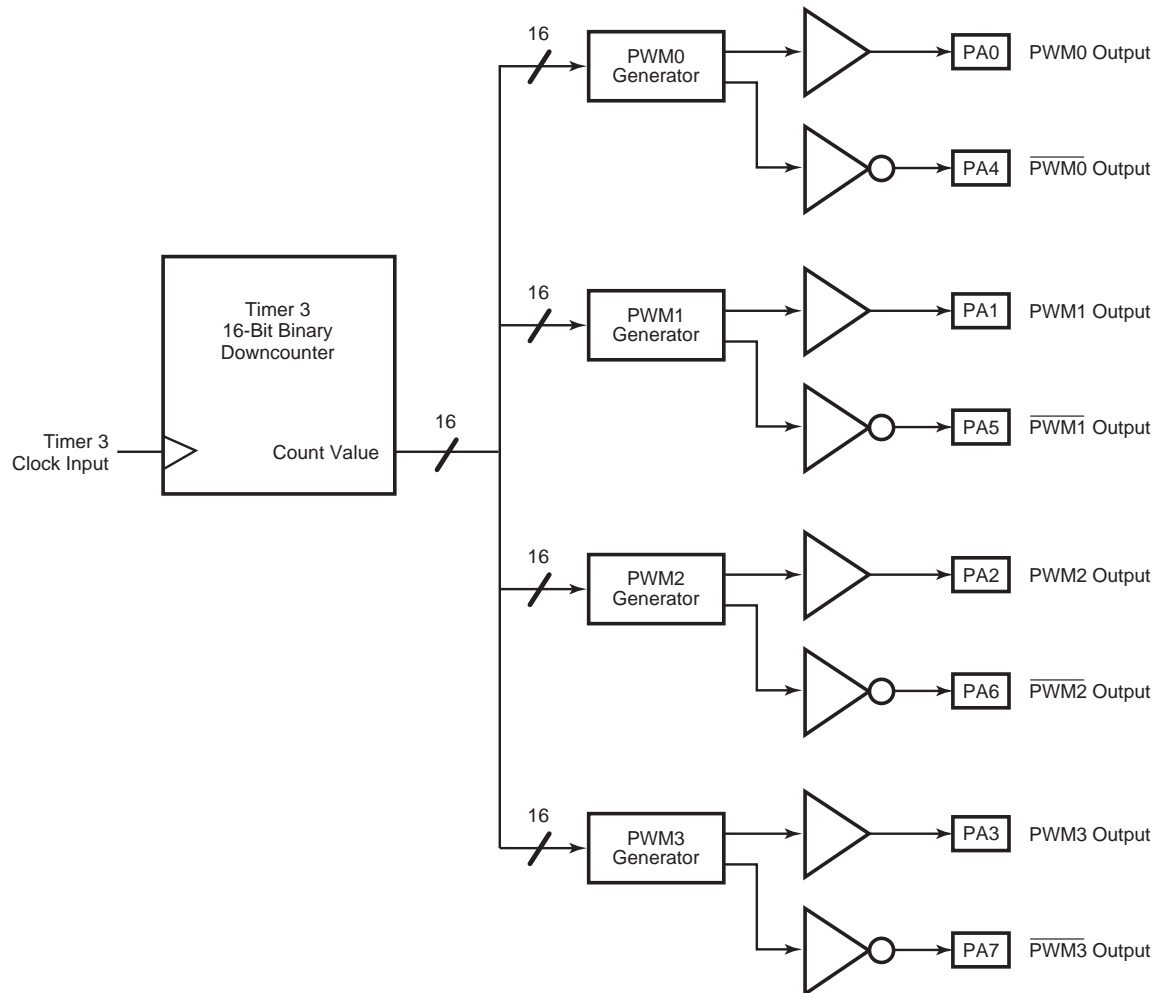 16
PWM0
Generator
PA0 PWM0 Output
PA4 PWM0 Output
Timer 3
16-Bit Binary
Downcounter
Timer 3
Clock Input
Count Value
16
16
PWM1
Generator
PA1 PWM1 Output
PA5 PWM1 Output
16
PWM2
Generator
PA2 PWM2 Output
PA6 PWM2 Output
16
PWM3
Generator
PA3 PWM3 Output
PA7 PWM3 Output